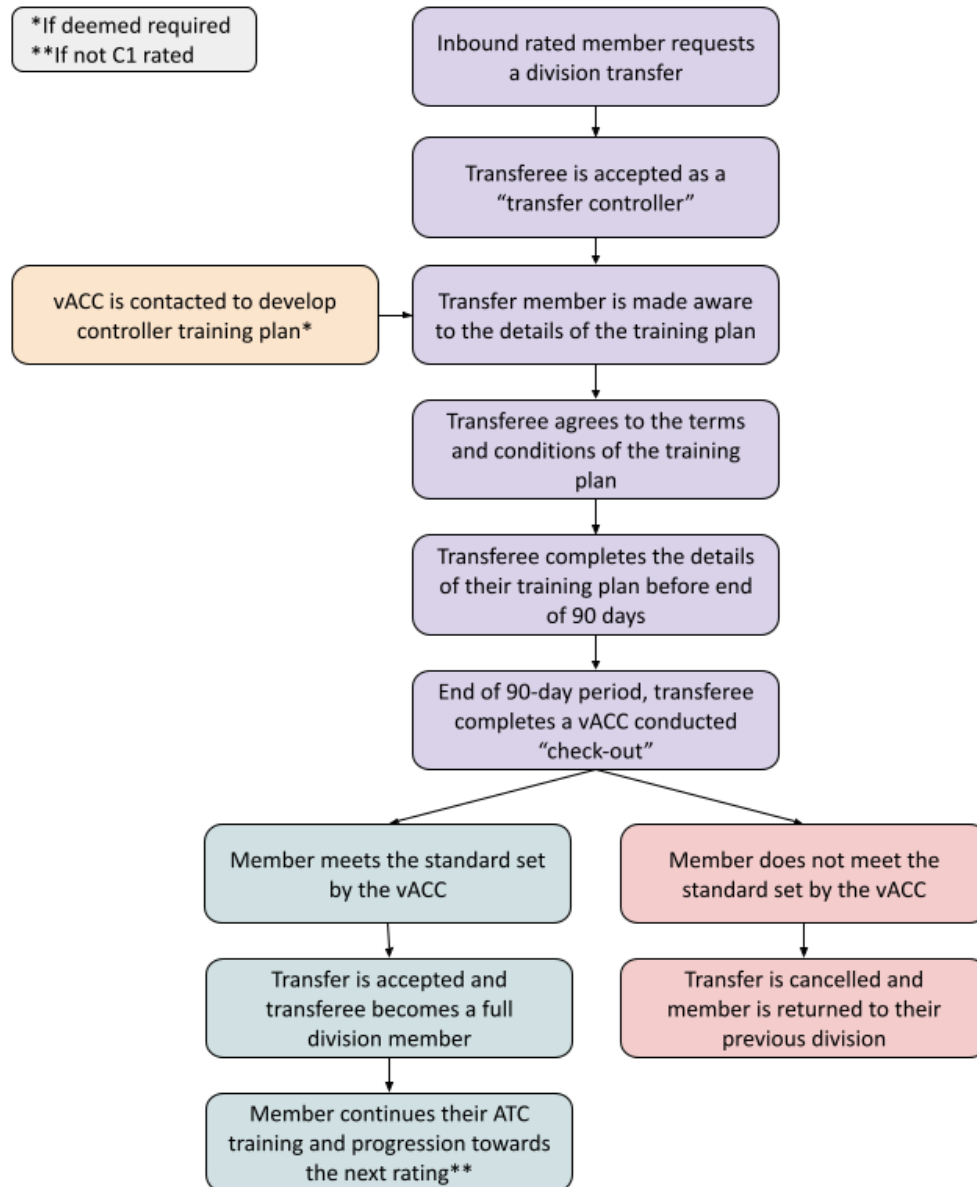 *If deemed required
**If not C1 rated
Inbound rated member requests
a division transfer
Transferee is accepted as a
“transfer controller”
vACC is contacted to develop
controller training plan*
Transfer member is made aware
to the details of the training plan
Transferee agrees to the terms
and conditions of the training
plan
Transferee completes the details
of their training plan before end
of 90 days
End of 90-day period, transferee
completes a vACC conducted
“check-out”
Member meets the standard set
by the vACC
Member does not meet the
standard set by the vACC
Transfer is accepted and
transferee becomes a full
division member
Transfer is cancelled and
member is returned to their
previous division
Member continues their ATC
training and progression towards
the next rating**